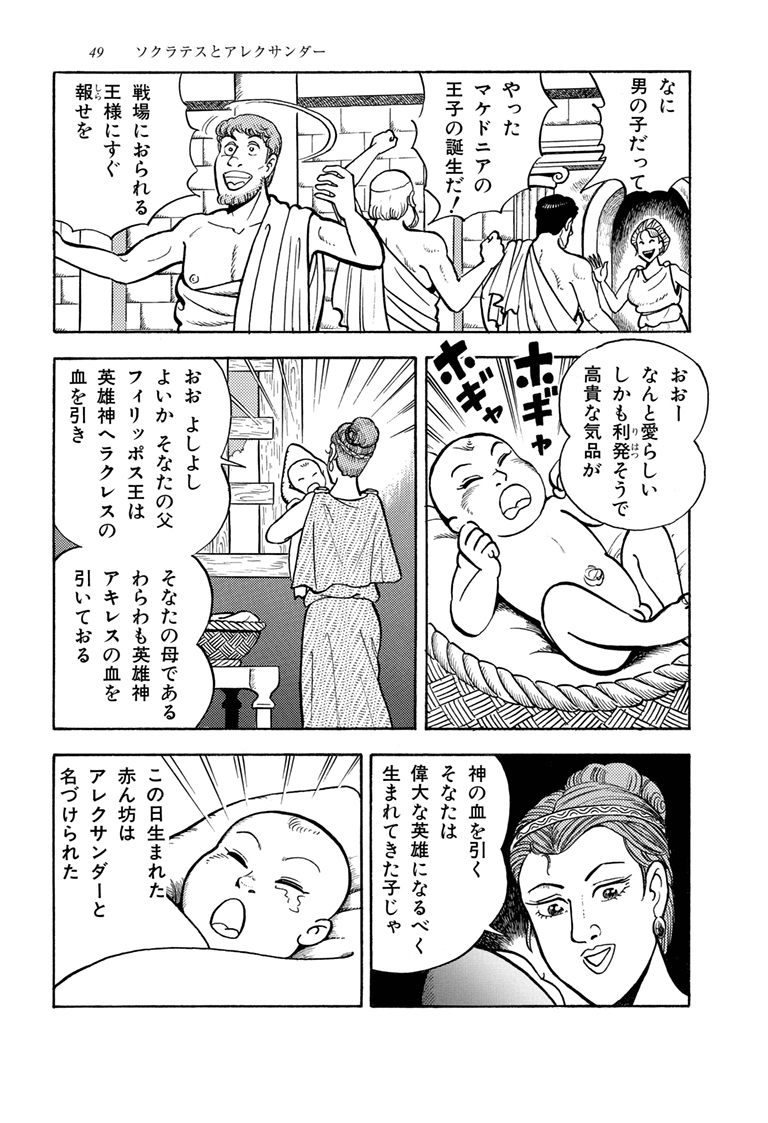 49 ソクラテスとアレクサンダー
なに
男の子だって
やった
マケドニアの
王子の誕生だ!
戦場におられる
王様にすぐ
報せを
しら
おおー
なんと愛らしい
しかも利発そうで
りはつ
高貴な気品が
ホギャ
ホギャ
おお よしよし
よいか そなたの父
フィリッポス王は
英雄神ヘラクレスの
血を引き
そなたの母である
わらわも英雄神
アキレスの血を
引いておる
神の血を引く
そなたは
偉大な英雄になるべく
生まれてきた子じゃ
この日生まれた
赤ん坊は
アレクサンダーと
名づけられた